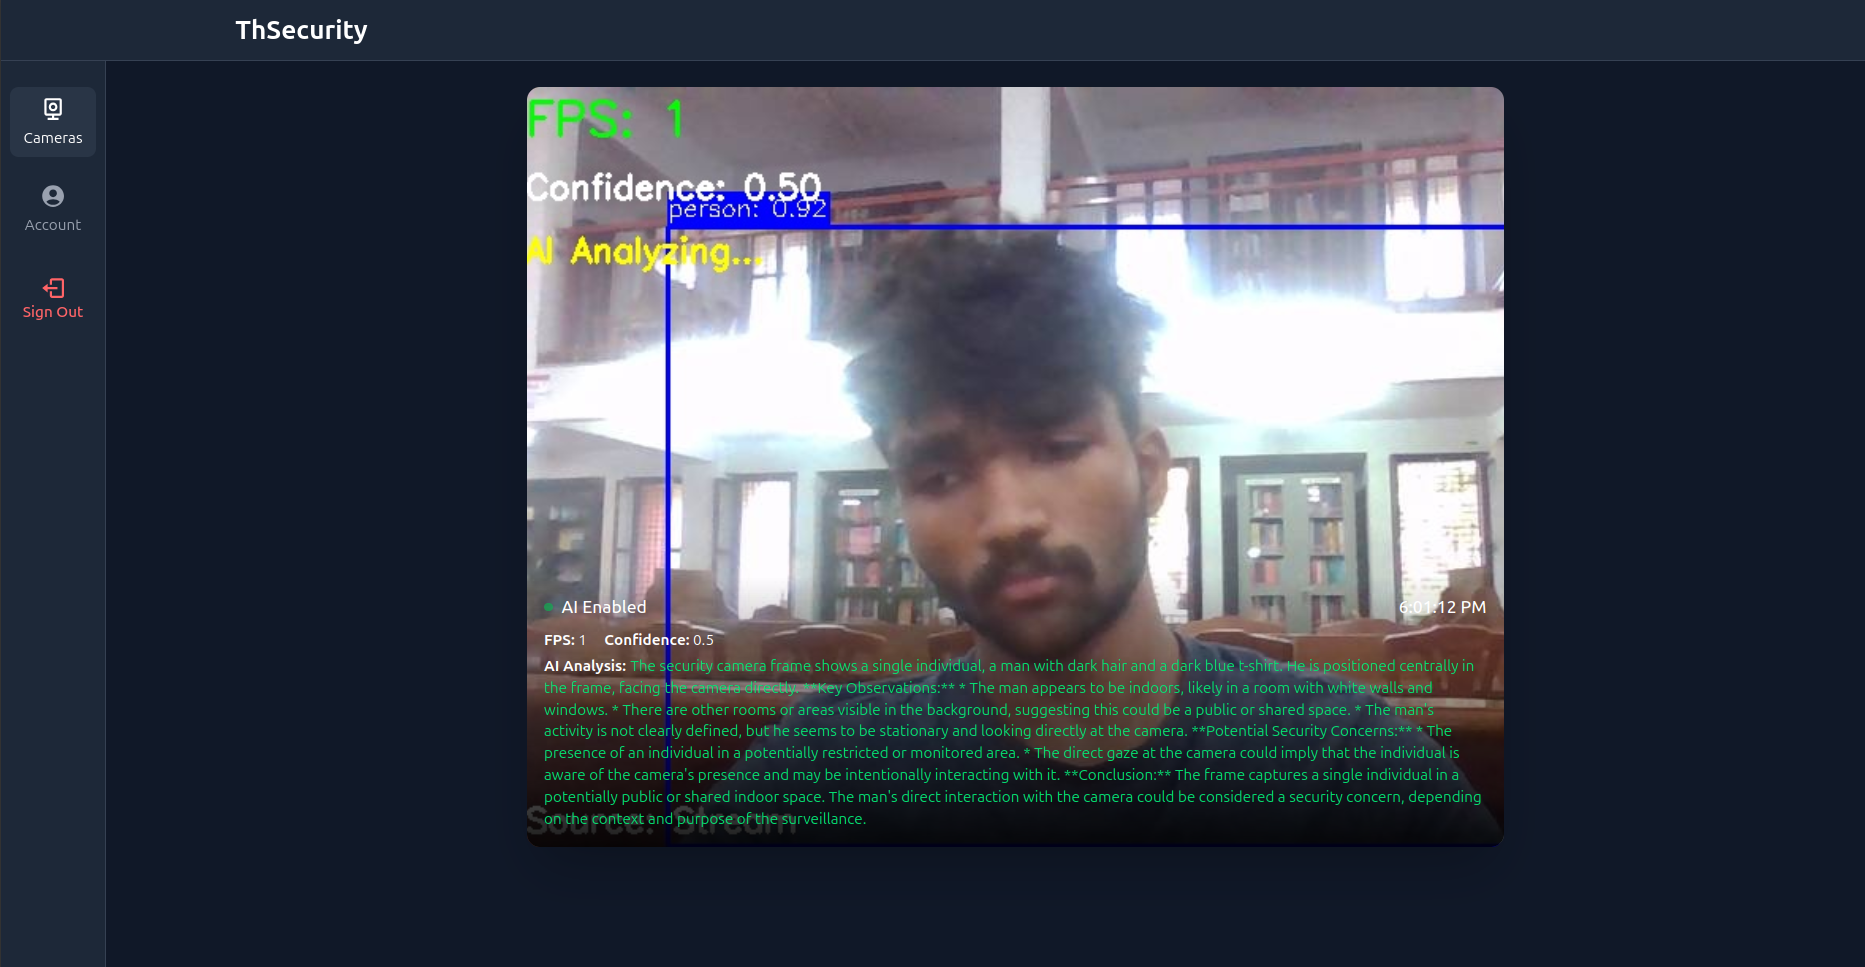 ThSecurity
Cameras
Account
Sign Out
FPS: 1
Confidence: 0.50
person: 0.92
AI Analyzing...
AI Enabled
6:01:12 PM
FPS: 1 Confidence: 0.5
AI Analysis: The security camera frame shows a single individual, a man with dark hair and a dark blue t-shirt. He is positioned centrally in
the frame, facing the camera directly. **Key Observations:** * The man appears to be indoors, likely in a room with white walls and
windows. * There are other rooms or areas visible in the background, suggesting this could be a public or shared space. * The man's
activity is not clearly defined, but he seems to be stationary and looking directly at the camera. **Potential Security Concerns:** * The
presence of an individual in a potentially restricted or monitored area. * The direct gaze at the camera could imply that the individual is
aware of the camera's presence and may be intentionally interacting with it. **Conclusion:** The frame captures a single individual in a
potentially public or shared indoor space. The man's direct interaction with the camera could be considered a security concern, depending
on the context and purpose of the surveillance.
Source: Stream